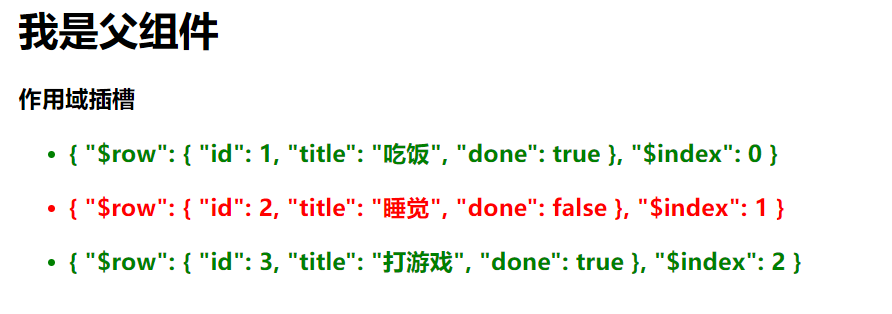 我是父组件
作用域插槽
• { "$row": { "id": 1, "title": "吃饭", "done": true }, "$index": 0 }
• { "$row": { "id": 2, "title": "睡觉", "done": false }, "$index": 1 }
• { "$row": { "id": 3, "title": "打游戏", "done": true }, "$index": 2 }